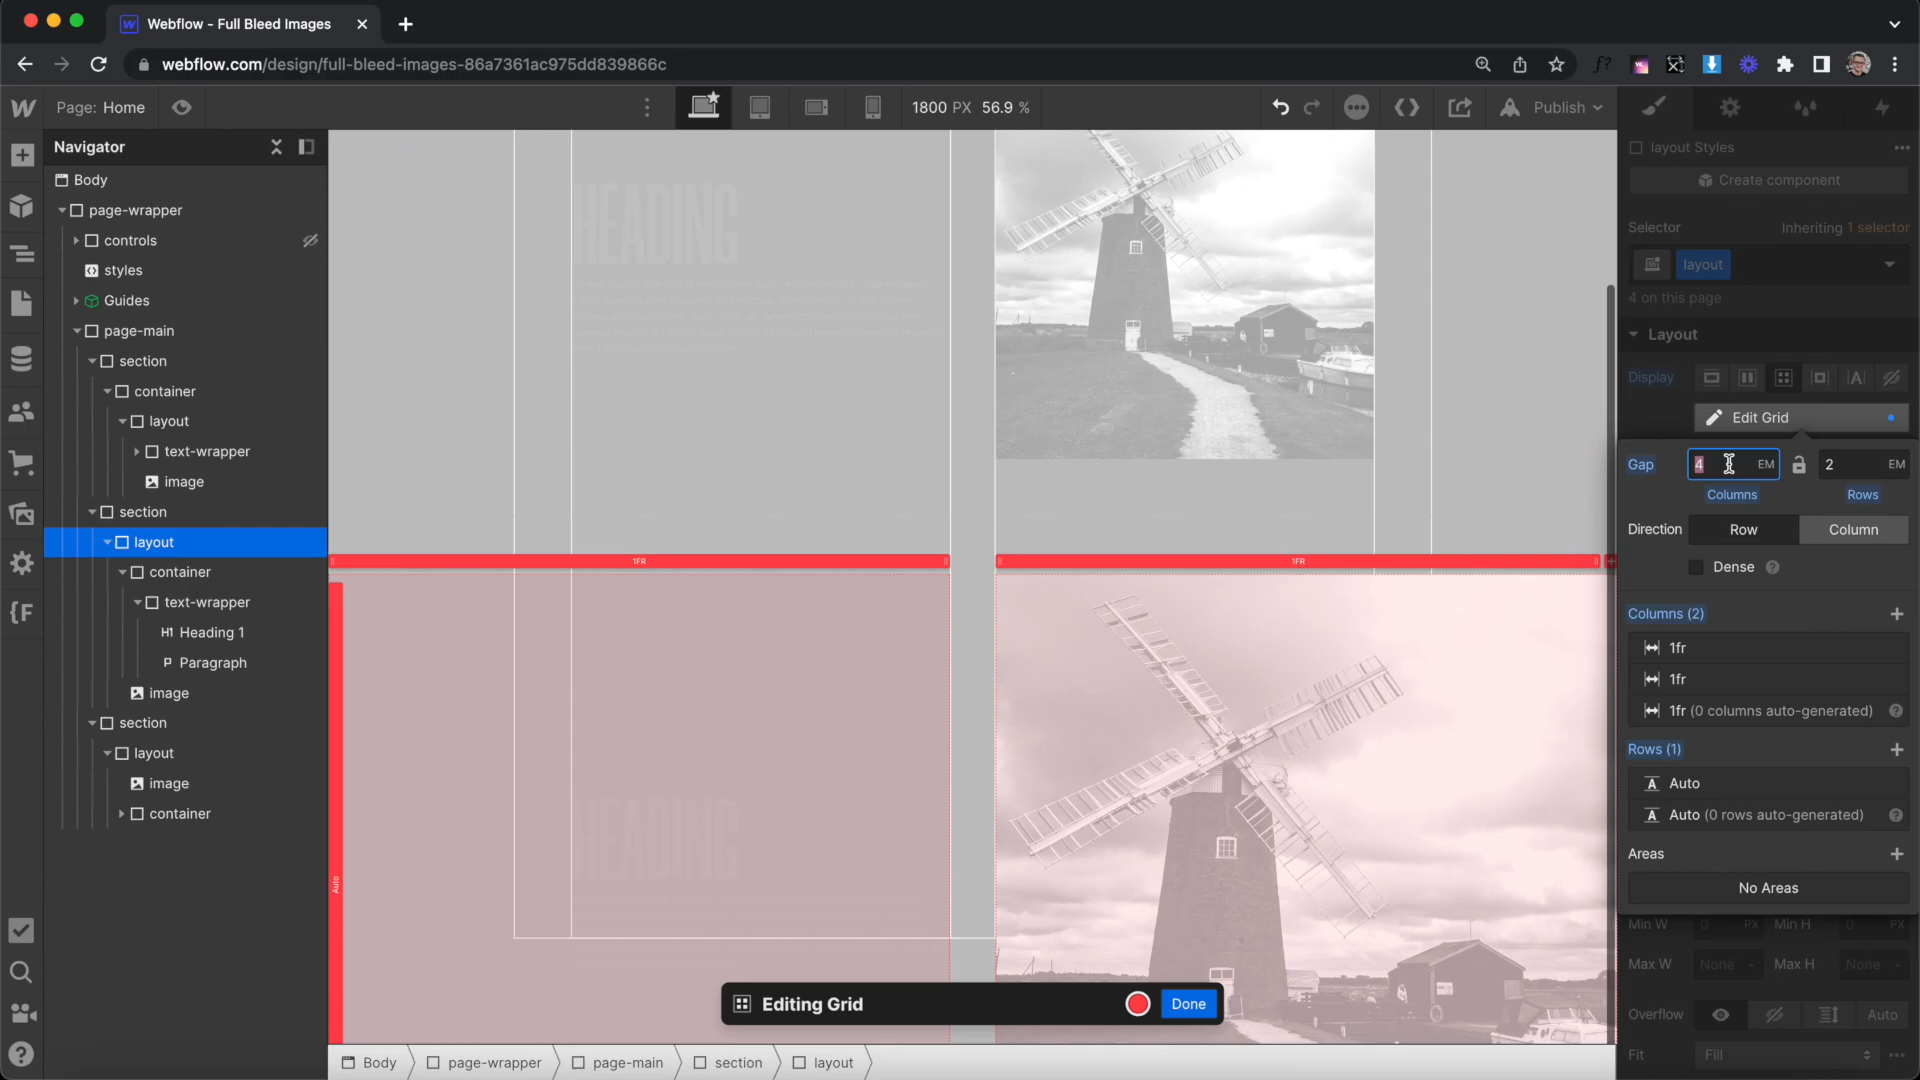 Webflow - Full Bleed Images
webflow.com/design/full-bleed-images-86a7361ac975dd839866c
Page: Home
1800 PX 56.9 %
Publish
Navigator
Body
page-wrapper
controls
styles
Guides
page-main
section
container
layout
text-wrapper
image
section
layout
container
text-wrapper
H1 Heading 1
P Paragraph
image
section
layout
image
container
HEADING
1FR
1FR
Auto
HEADING
Editing Grid
Done
Body
page-wrapper
page-main
section
layout
layout Styles
Create component
Selector
Inheriting 1 selector
layout
4 on this page
Layout
Display
Edit Grid
Gap
4 EM
2 EM
Columns
Rows
Direction
Row
Column
Dense
Columns (2)
1fr
1fr
1fr (0 columns auto-generated)
Rows (1)
Auto
Auto (0 rows auto-generated)
Areas
No Areas
Min W 0 PX Min H 0 PX
Max W None - Max H None -
Overflow
Auto
Fit
Fill